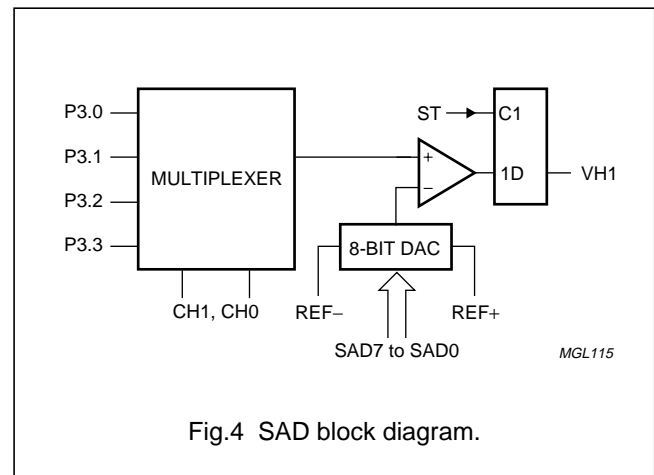 P3.0
P3.1
P3.2
P3.3
MULTIPLEXER
CH1, CH0
ST
C1
+
−
1D
VH1
8-BIT DAC
REF−
REF+
SAD7 to SAD0
MGL115
Fig.4 SAD block diagram.